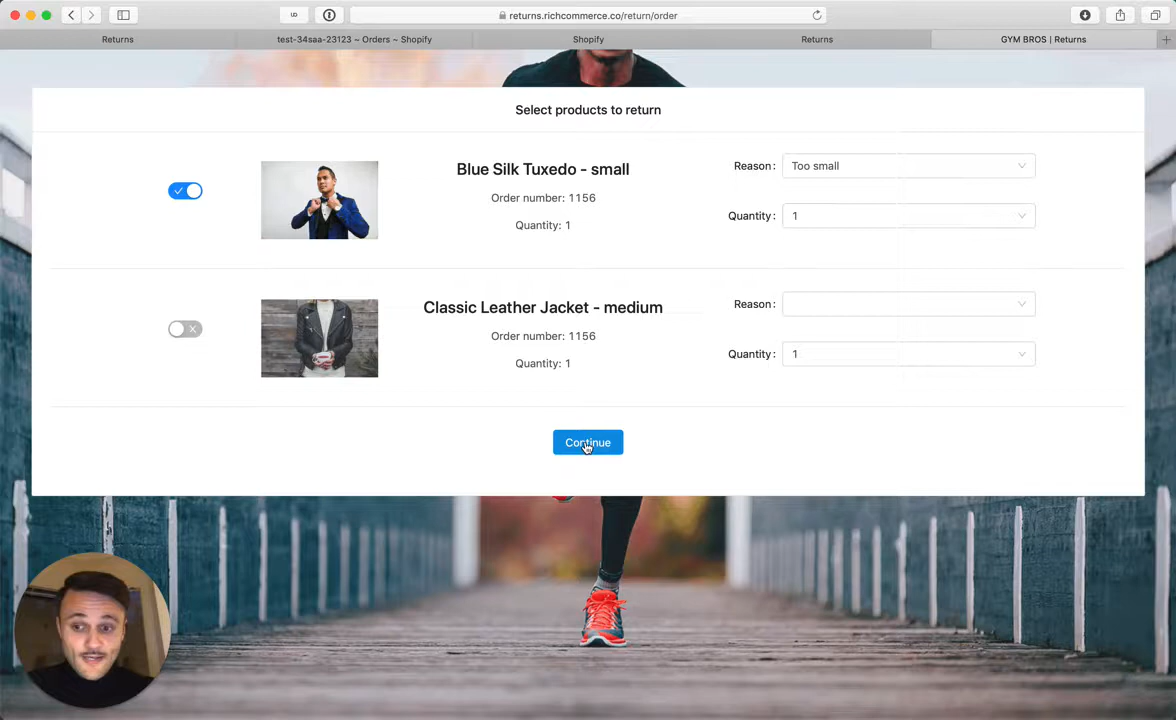 returns.richcommerce.co/return/order
Returns
test-34saa-23123 ~ Orders ~ Shopify
Shopify
Returns
GYM BROS | Returns
Select products to return
Blue Silk Tuxedo - small
Order number: 1156
Quantity: 1
Reason: Too small
Quantity: 1
Classic Leather Jacket - medium
Order number: 1156
Quantity: 1
Reason:
Quantity: 1
Continue